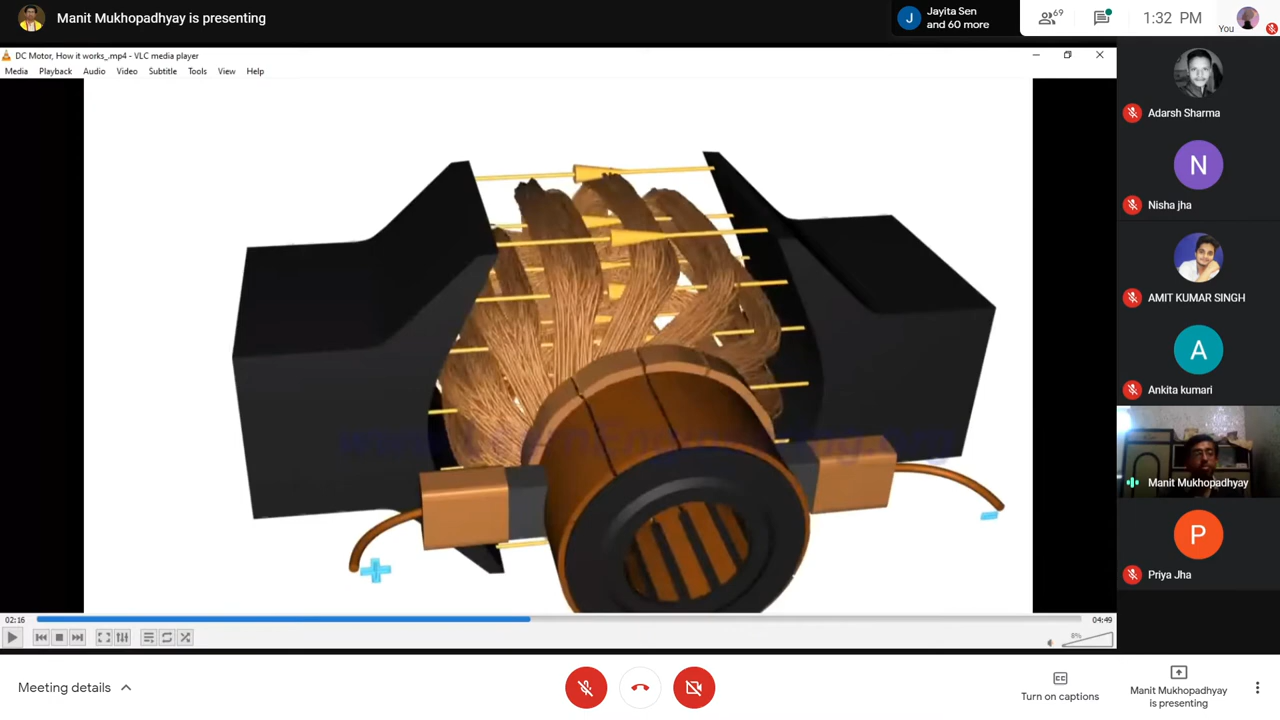 Manit Mukhopadhyay is presenting
J
Jayita Sen
and 60 more
69
1:32 PM
You
DC Motor, How it works_.mp4 - VLC media player
Media Playback Audio Video Subtitle Tools View Help
Adarsh Sharma
N
Nisha jha
AMIT KUMAR SINGH
A
Ankita kumari
Manit Mukhopadhyay
P
Priya Jha
02:16
04:49
8%
Meeting details
Turn on captions
Manit Mukhopadhyay
is presenting